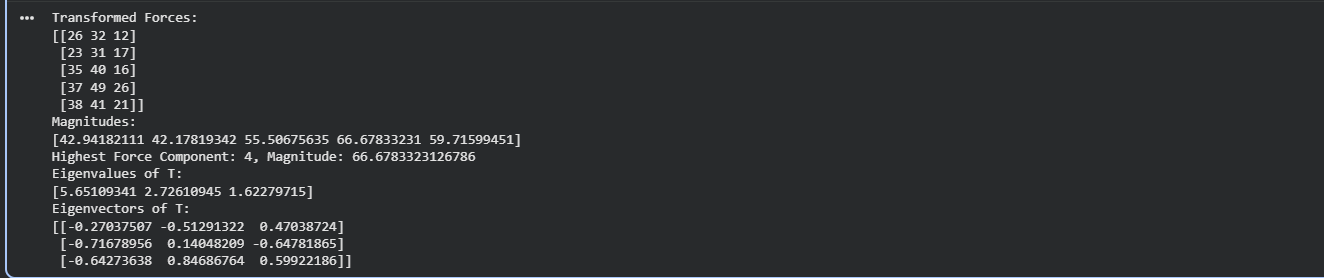 Transformed Forces:
[[26 32 12]
 [23 31 17]
 [35 40 16]
 [37 49 26]
 [38 41 21]]
Magnitudes:
[42.94182111 42.17819342 55.50675635 66.67833231 59.71599451]
Highest Force Component: 4, Magnitude: 66.6783323126786
Eigenvalues of T:
[5.65109341 2.72610945 1.62279715]
Eigenvectors of T:
[[-0.27037507 -0.51291322  0.47038724]
 [-0.71678956  0.14048209 -0.64781865]
 [-0.64273638  0.84686764  0.59922186]]